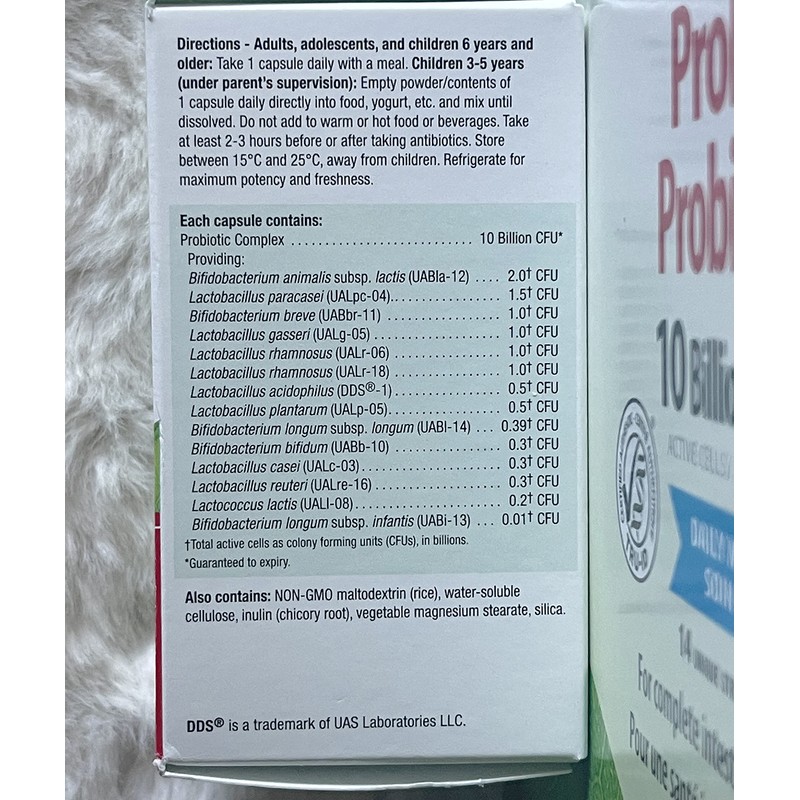 Directions - Adults, adolescents, and children 6 years and
older: Take 1 capsule daily with a meal. Children 3-5 years
(under parent's supervision): Empty powder/contents of
1 capsule daily directly into food, yogurt, etc. and mix until
dissolved. Do not add to warm or hot food or beverages. Take
at least 2-3 hours before or after taking antibiotics. Store
between 15°C and 25°C, away from children. Refrigerate for
maximum potency and freshness.
Each capsule contains:
Probiotic Complex .......................... 10 Billion CFU*
Providing:
Bifidobacterium animalis subsp. lactis (UABla-12) .... 2.0† CFU
Lactobacillus paracasei (UALpc-04)................. 1.5† CFU
Bifidobacterium breve (UABbr-11) ................. 1.0† CFU
Lactobacillus gasseri (UALg-05) ................... 1.0† CFU
Lactobacillus rhamnosus (UALr-06) ................ 1.0† CFU
Lactobacillus rhamnosus (UALr-18) ................ 1.0† CFU
Lactobacillus acidophilus (DDS®-1) ................ 0.5† CFU
Lactobacillus plantarum (UALp-05)................. 0.5† CFU
Bifidobacterium longum subsp. longum (UABl-14) ... 0.39† CFU
Bifidobacterium bifidum (UABb-10) ................ 0.3† CFU
Lactobacillus casei (UALc-03)..................... 0.3† CFU
Lactobacillus reuteri (UALre-16) ................... 0.3† CFU
Lactococcus lactis (UALl-08)...................... 0.2† CFU
Bifidobacterium longum subsp. infantis (UABi-13) ... 0.01† CFU
†Total active cells as colony forming units (CFUs), in billions.
*Guaranteed to expiry.
Also contains: NON-GMO maltodextrin (rice), water-soluble
cellulose, inulin (chicory root), vegetable magnesium stearate, silica.
DDS® is a trademark of UAS Laboratories LLC.
Pro
Probi
10 Billio
ACTIVE CELLS/
DAILY
SOIN
14
For complete intest
Pour une santé